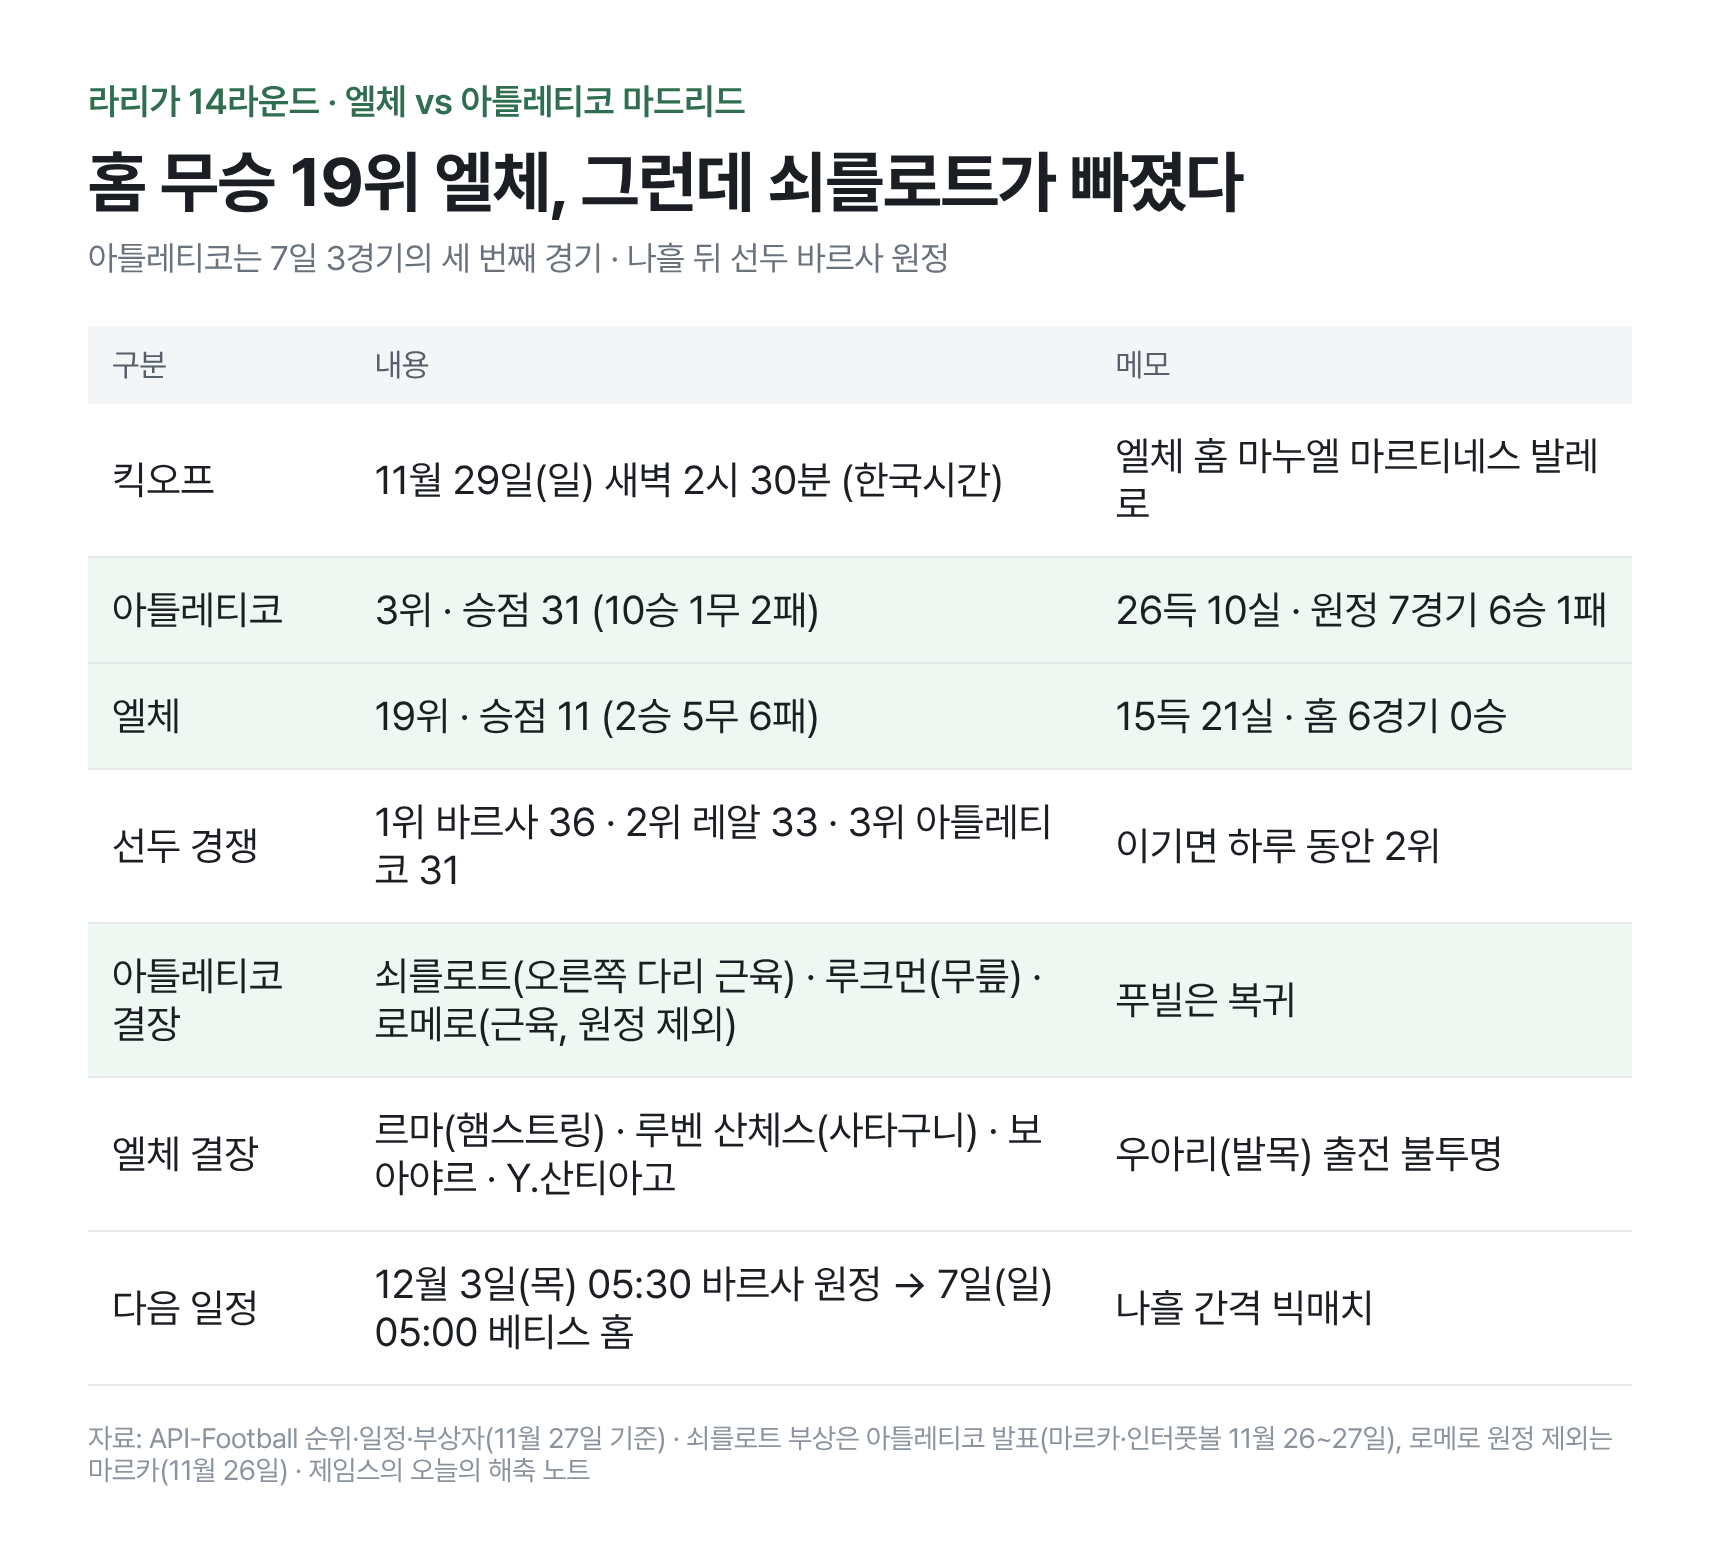 라리가 14라운드 · 엘체 vs 아틀레티코 마드리드
홈 무승 19위 엘체, 그런데 쇠를로트가 빠졌다
아틀레티코는 7일 3경기의 세 번째 경기 · 나흘 뒤 선두 바르사 원정
구분 내용 메모
킥오프 11월 29일(일) 새벽 2시 30분 (한국시간) 엘체 홈 마누엘 마르티네스 발레
로
아틀레티코 3위 · 승점 31 (10승 1무 2패) 26득 10실 · 원정 7경기 6승 1패
엘체 19위 · 승점 11 (2승 5무 6패) 15득 21실 · 홈 6경기 0승
선두 경쟁 1위 바르사 36 · 2위 레알 33 · 3위 아틀레티
코 31
이기면 하루 동안 2위
아틀레티코
결장
쇠를로트(오른쪽 다리 근육) · 루크먼(무릎) ·
로메로(근육, 원정 제외)
푸빌은 복귀
엘체 결장
르마(햄스트링) · 루벤 산체스(사타구니) · 보
아야르 · Y.산티아고
우아리(발목) 출전 불투명
다음 일정
12월 3일(목) 05:30 바르사 원정 → 7일(일)
05:00 베티스 홈
나흘 간격 빅매치
자료: API-Football 순위·일정·부상자(11월 27일 기준) · 쇠를로트 부상은 아틀레티코 발표(마르카·인터풋볼 11월 26~27일), 로메로 원정 제외는
마르카(11월 26일) · 제임스의 오늘의 해축 노트